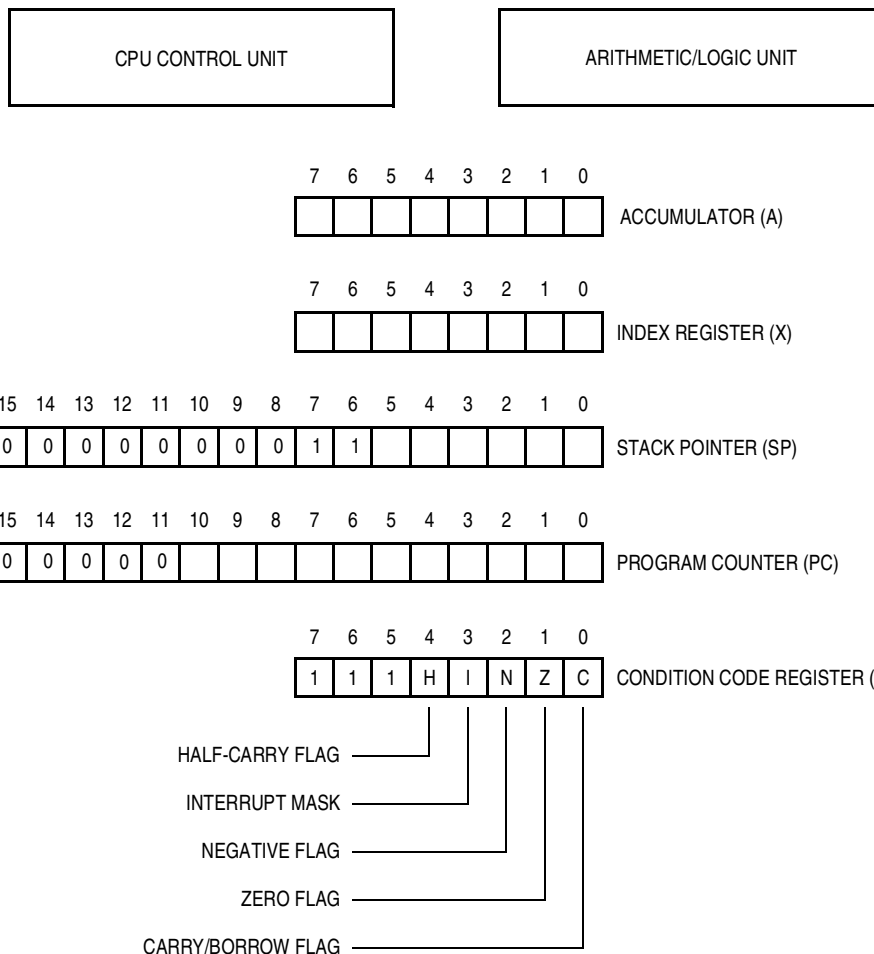 CPU CONTROL UNIT
ARITHMETIC/LOGIC UNIT
7 6 5 4 3 2 1 0
ACCUMULATOR (A)
7 6 5 4 3 2 1 0
INDEX REGISTER (X)
15 14 13 12 11 10 9 8 7 6 5 4 3 2 1 0
0 0 0 0 0 0 0 0 1 1 STACK POINTER (SP)
15 14 13 12 11 10 9 8 7 6 5 4 3 2 1 0
0 0 0 0 0 PROGRAM COUNTER (PC)
7 6 5 4 3 2 1 0
1 1 1 H I N Z C CONDITION CODE REGISTER (
HALF-CARRY FLAG
INTERRUPT MASK
NEGATIVE FLAG
ZERO FLAG
CARRY/BORROW FLAG